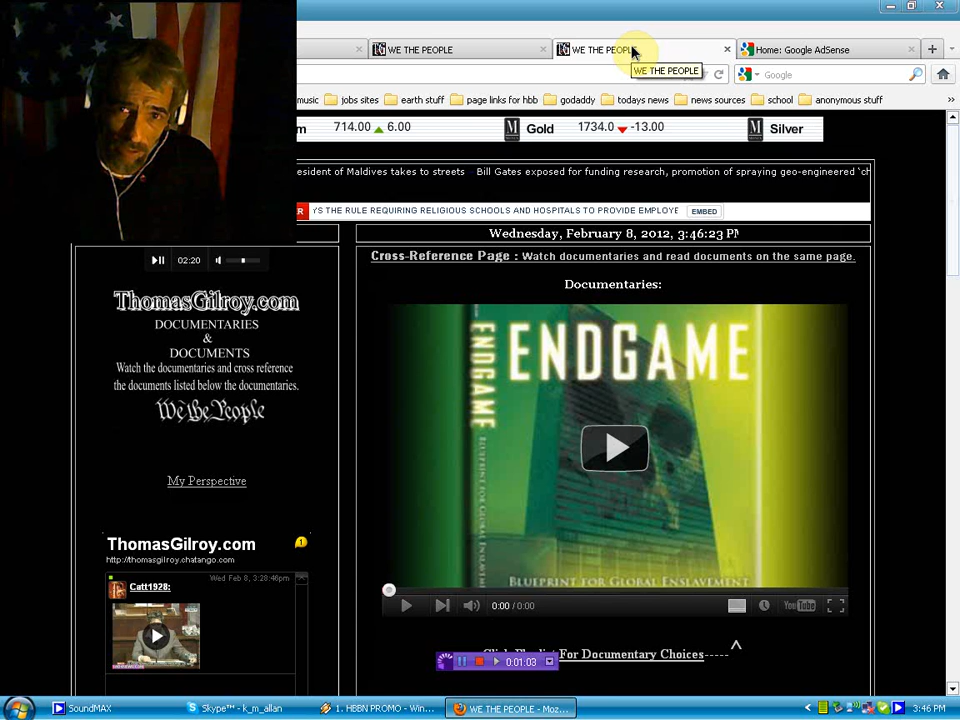 WE THE PEOPLE
WE THE PEOPLE
Home: Google AdSense
WE THE PEOPLE
Google
music
jobs sites
earth stuff
page links for hbb
godaddy
todays news
news sources
school
anonymous stuff
m 714.00 6.00
M Gold 1734.0 -13.00
M Silver
esident of Maldives takes to streets
Bill Gates exposed for funding research, promotion of spraying geo-engineered `ch
R
YS THE RULE REQUIRING RELIGIOUS SCHOOLS AND HOSPITALS TO PROVIDE EMPLOYE
EMBED
Wednesday, February 8, 2012, 3:46:23 PM
Cross-Reference Page : Watch documentaries and read documents on the same page.
Documentaries:
02:20
ThomasGilroy.com
DOCUMENTARIES
&
DOCUMENTS
Watch the documentaries and cross reference
the documents listed below the documentaries.
We the People
My Perspective
ThomasGilroy.com
1
http://thomasgilroy.chatango.com
Wed Feb 8, 3:28:46pm
Catt1928:
ENDGAME
ENDGAME
BLUEPRINT FOR GLOBAL ENSLAVEMENT
0:00 / 0:00
YouTube
Click Playlist For Documentary Choices-----^
0:01:03
SoundMAX
Skype™ - k_m_allan
1. HBBN PROMO - Win...
WE THE PEOPLE - Moz...
3:46 PM